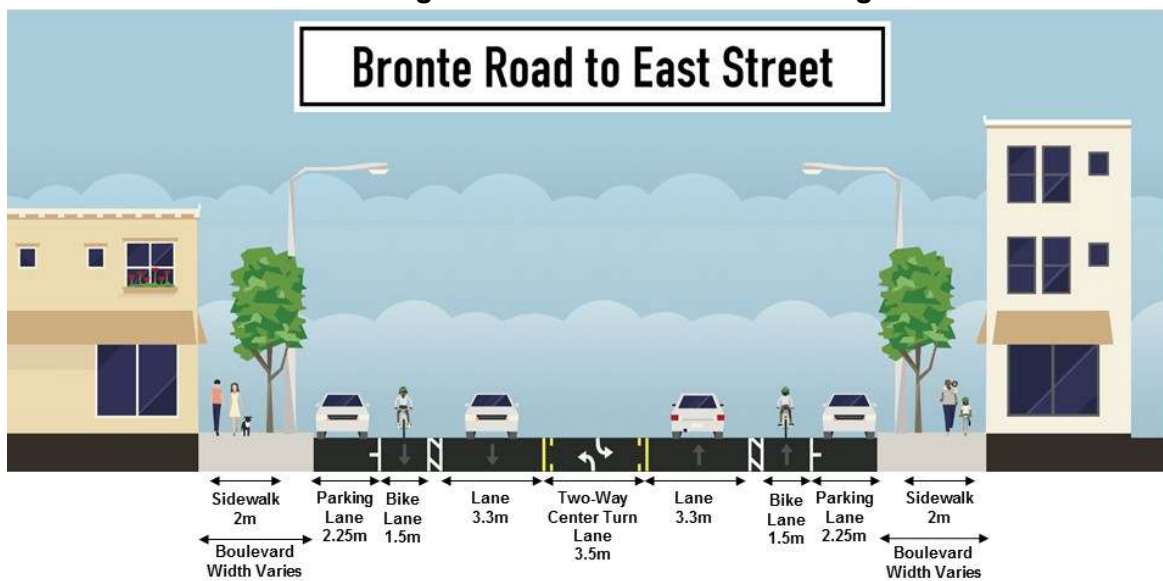 Bronte Road to East Street
Sidewalk
2m
Parking
Lane
2.25m
Bike
Lane
1.5m
Lane
3.3m
Two-Way
Center Turn
Lane
3.5m
Lane
3.3m
Bike
Lane
1.5m
Parking
Lane
2.25m
Sidewalk
2m
Boulevard
Width Varies
Boulevard
Width Varies